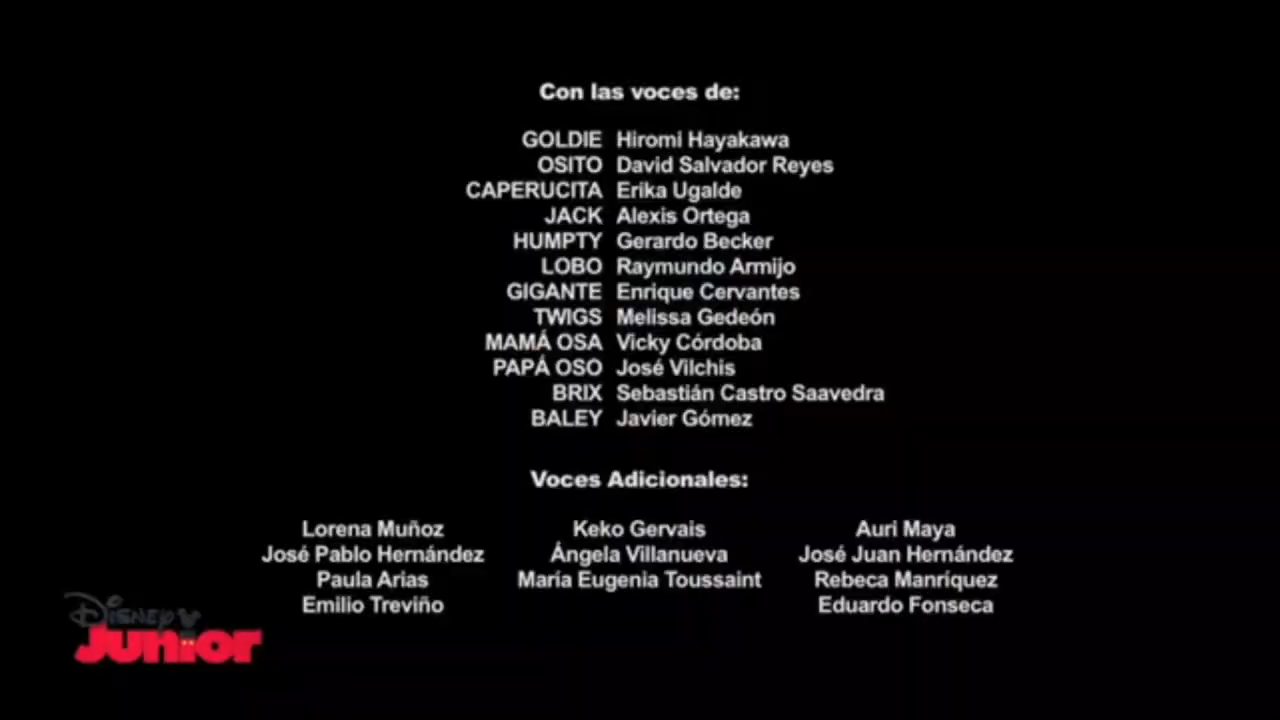 Con las voces de:
GOLDIE Hiromi Hayakawa
OSITO David Salvador Reyes
CAPERUCITA Erika Ugalde
JACK Alexis Ortega
HUMPTY Gerardo Becker
LOBO Raymundo Armijo
GIGANTE Enrique Cervantes
TWIGS Melissa Gedeón
MAMÁ OSA Vicky Córdoba
PAPÁ OSO José Vilchis
BRIX Sebastián Castro Saavedra
BALEY Javier Gómez
Voces Adicionales:
Lorena Muñoz Keko Gervais Auri Maya
José Pablo Hernández Ángela Villanueva José Juan Hernández
Paula Arias María Eugenia Toussaint Rebeca Manríquez
Emilio Treviño Eduardo Fonseca
Disney
Junior